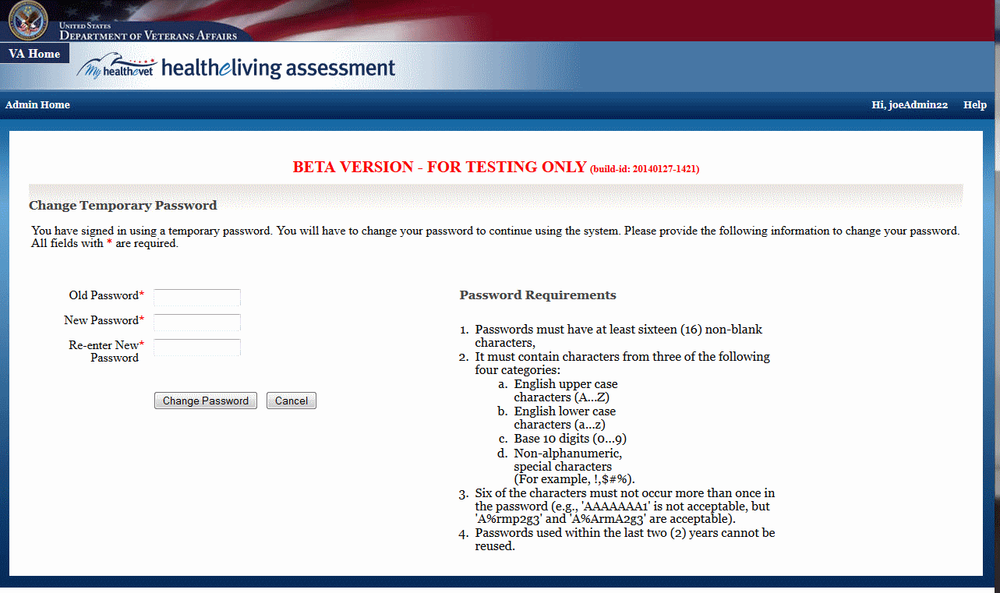 UNITED STATES
DEPARTMENT OF VETERANS AFFAIRS
VA Home
My healthevet healtheliving assessment
Admin Home
Hi, joeAdmin22 Help
BETA VERSION - FOR TESTING ONLY (build-id: 20140127-1421)
Change Temporary Password
You have signed in using a temporary password. You will have to change your password to continue using the system. Please provide the following information to change your password.
All fields with * are required.
Old Password*
New Password*
Re-enter New*
Password
Change Password Cancel
Password Requirements
1. Passwords must have at least sixteen (16) non-blank
characters,
2. It must contain characters from three of the following
four categories:
a. English upper case
characters (A...Z)
b. English lower case
characters (a...z)
c. Base 10 digits (0...9)
d. Non-alphanumeric,
special characters
(For example, !,$#%).
3. Six of the characters must not occur more than once in
the password (e.g., 'AAAAAAA1' is not acceptable, but
'A%rmp2g3' and 'A%ArmA2g3' are acceptable).
4. Passwords used within the last two (2) years cannot be
reused.